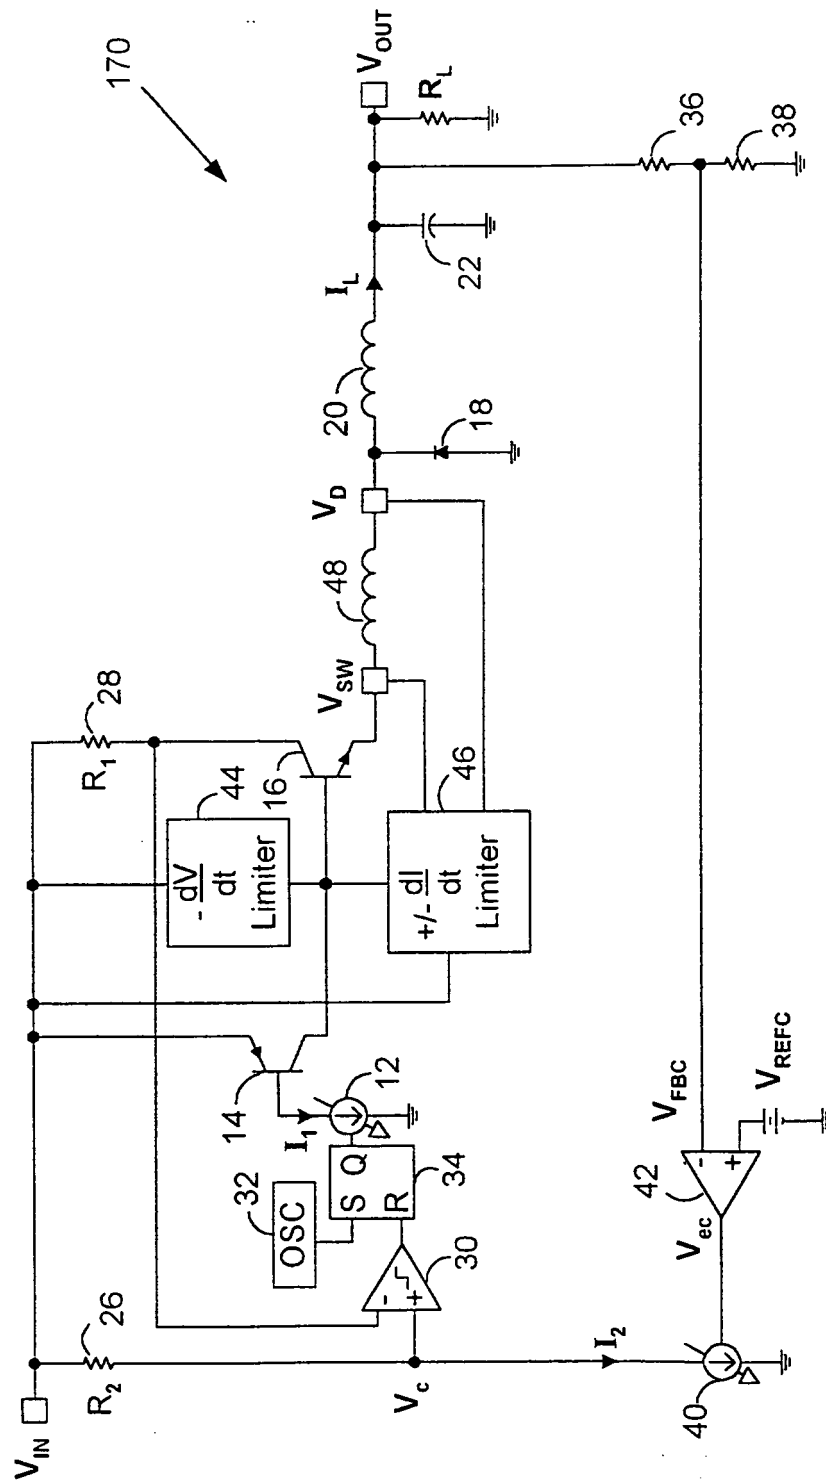 170
V_IN
R_2
26
V_c
I_2
40
V_ec
42
-
+
V_FBC
V_REFC
30
-
+
OSC
32
S
Q
R
34
I_1
12
14
- dV/dt
Limiter
44
+/- dI/dt
Limiter
46
16
R_1
28
V_SW
48
V_D
18
20
I_L
22
V_OUT
R_L
36
38